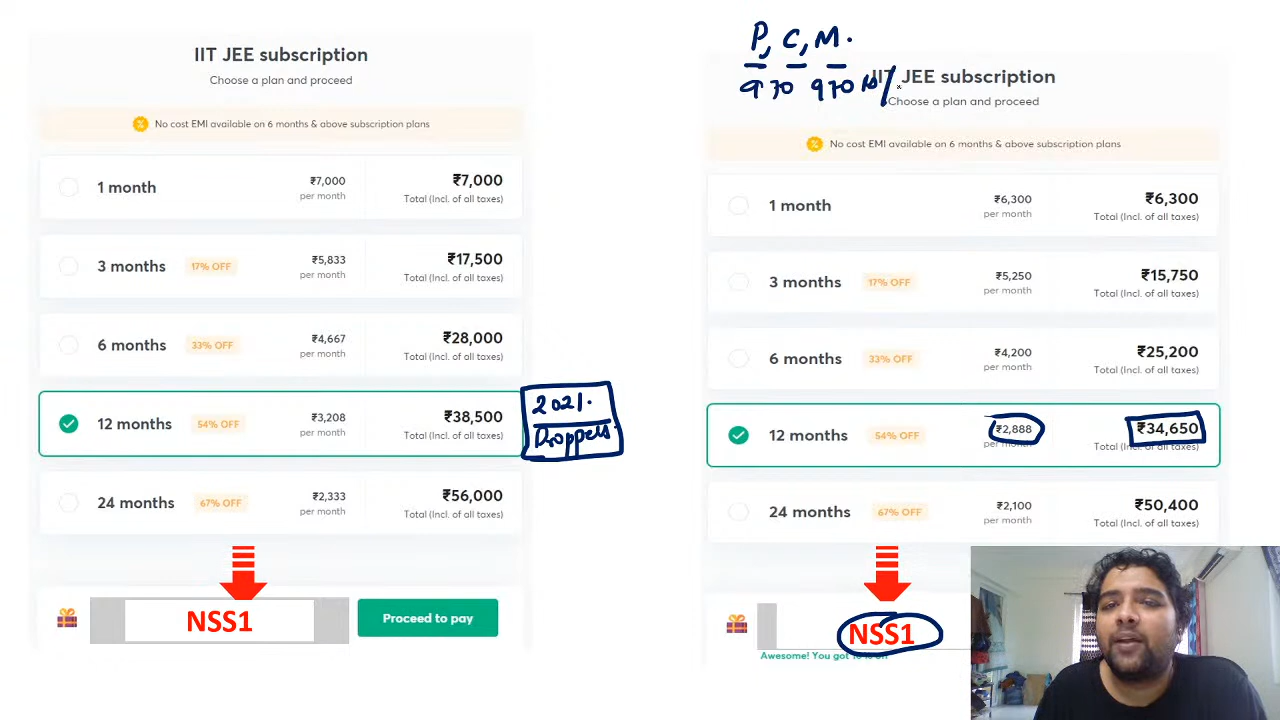 IIT JEE subscription
Choose a plan and proceed
No cost EMI available on 6 months & above subscription plans
1 month ₹7,000 per month ₹7,000 Total (Incl. of all taxes)
3 months 17% OFF ₹5,833 per month ₹17,500 Total (Incl. of all taxes)
6 months 33% OFF ₹4,667 per month ₹28,000 Total (Incl. of all taxes)
12 months 54% OFF ₹3,208 per month ₹38,500 Total (Incl. of all taxes)
2021.
Droppers
24 months 67% OFF ₹2,333 per month ₹56,000 Total (Incl. of all taxes)
NSS1
Proceed to pay
P, C, M.
970 970
IIT JEE subscription
Choose a plan and proceed
No cost EMI available on 6 months & above subscription plans
1 month ₹6,300 per month ₹6,300 Total (Incl. of all taxes)
3 months 17% OFF ₹5,250 per month ₹15,750 Total (Incl. of all taxes)
6 months 33% OFF ₹4,200 per month ₹25,200 Total (Incl. of all taxes)
12 months 54% OFF ₹2,888 per month ₹34,650 Total (Incl. of all taxes)
24 months 67% OFF ₹2,100 per month ₹50,400 Total (Incl. of all taxes)
NSS1
Awesome! You got